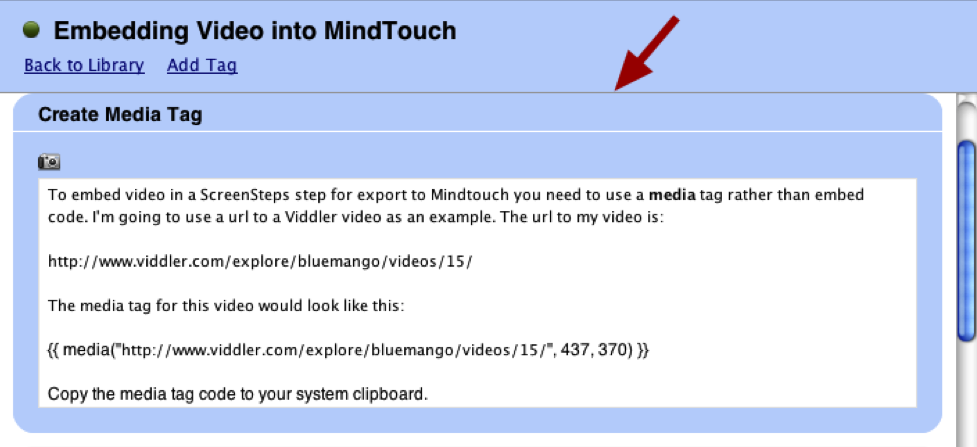 Embedding Video into MindTouch
Back to Library Add Tag
Create Media Tag
To embed video in a ScreenSteps step for export to Mindtouch you need to use a media tag rather than embed
code. I'm going to use a url to a Viddler video as an example. The url to my video is:
http://www.viddler.com/explore/bluemango/videos/15/
The media tag for this video would look like this:
{{ media("http://www.viddler.com/explore/bluemango/videos/15/", 437, 370) }}
Copy the media tag code to your system clipboard.